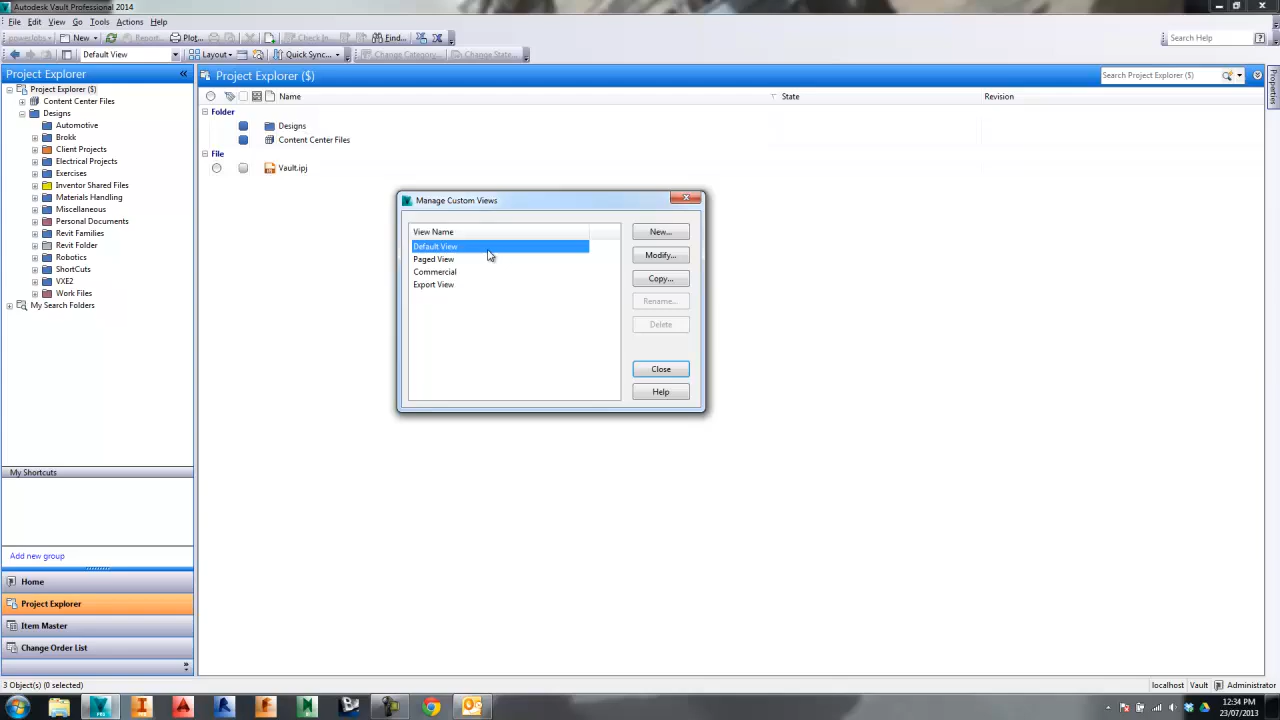 Autodesk Vault Professional 2014
File Edit View Go Tools Actions Help
powerJobs New Report... Plot... Check In... Find...
Default View Layout Quick Sync... Change Category... Change State...
Search Help
Project Explorer
Project Explorer ($)
Content Center Files
Designs
Automotive
Brokk
Client Projects
Electrical Projects
Exercises
Inventor Shared Files
Materials Handling
Miscellaneous
Personal Documents
Revit Families
Revit Folder
Robotics
ShortCuts
VXE2
Work Files
My Search Folders
My Shortcuts
Add new group
Home
Project Explorer
Item Master
Change Order List
3 Object(s) (0 selected)
Project Explorer ($)
Search Project Explorer ($)
Name State Revision
Folder
Designs
Content Center Files
File
Vault.ipj
Properties
Manage Custom Views
View Name
Default View
Paged View
Commercial
Export View
New...
Modify...
Copy...
Rename...
Delete
Close
Help
localhost Vault Administrator
PRO
12:34 PM
23/07/2013